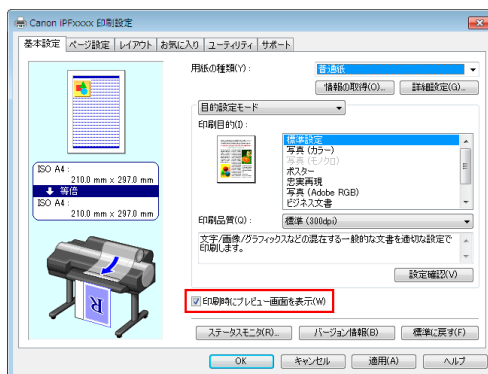 Canon iPFxxxx 印刷設定
基本設定 ページ設定 レイアウト お気に入り ユーティリティ サポート
用紙の種類(Y): 普通紙
情報の取得(O)... 詳細設定(G)...
目的設定モード
印刷目的(I):
標準設定
写真 (カラー)
写真 (モノクロ)
ポスター
忠実再現
写真 (Adobe RGB)
ビジネス文書
ISO A4 :
210.0 mm x 297.0 mm
等倍
ISO A4 :
210.0 mm x 297.0 mm
印刷品質(Q): 標準 (300dpi)
文字/画像/グラフィックスなどの混在する一般的な文書を適切な設定で
印刷します。
設定確認(V)
R
印刷時にプレビュー画面を表示(W)
ステータスモニタ(R)... バージョン情報(B) 標準に戻す(F)
OK キャンセル 適用(A) ヘルプ